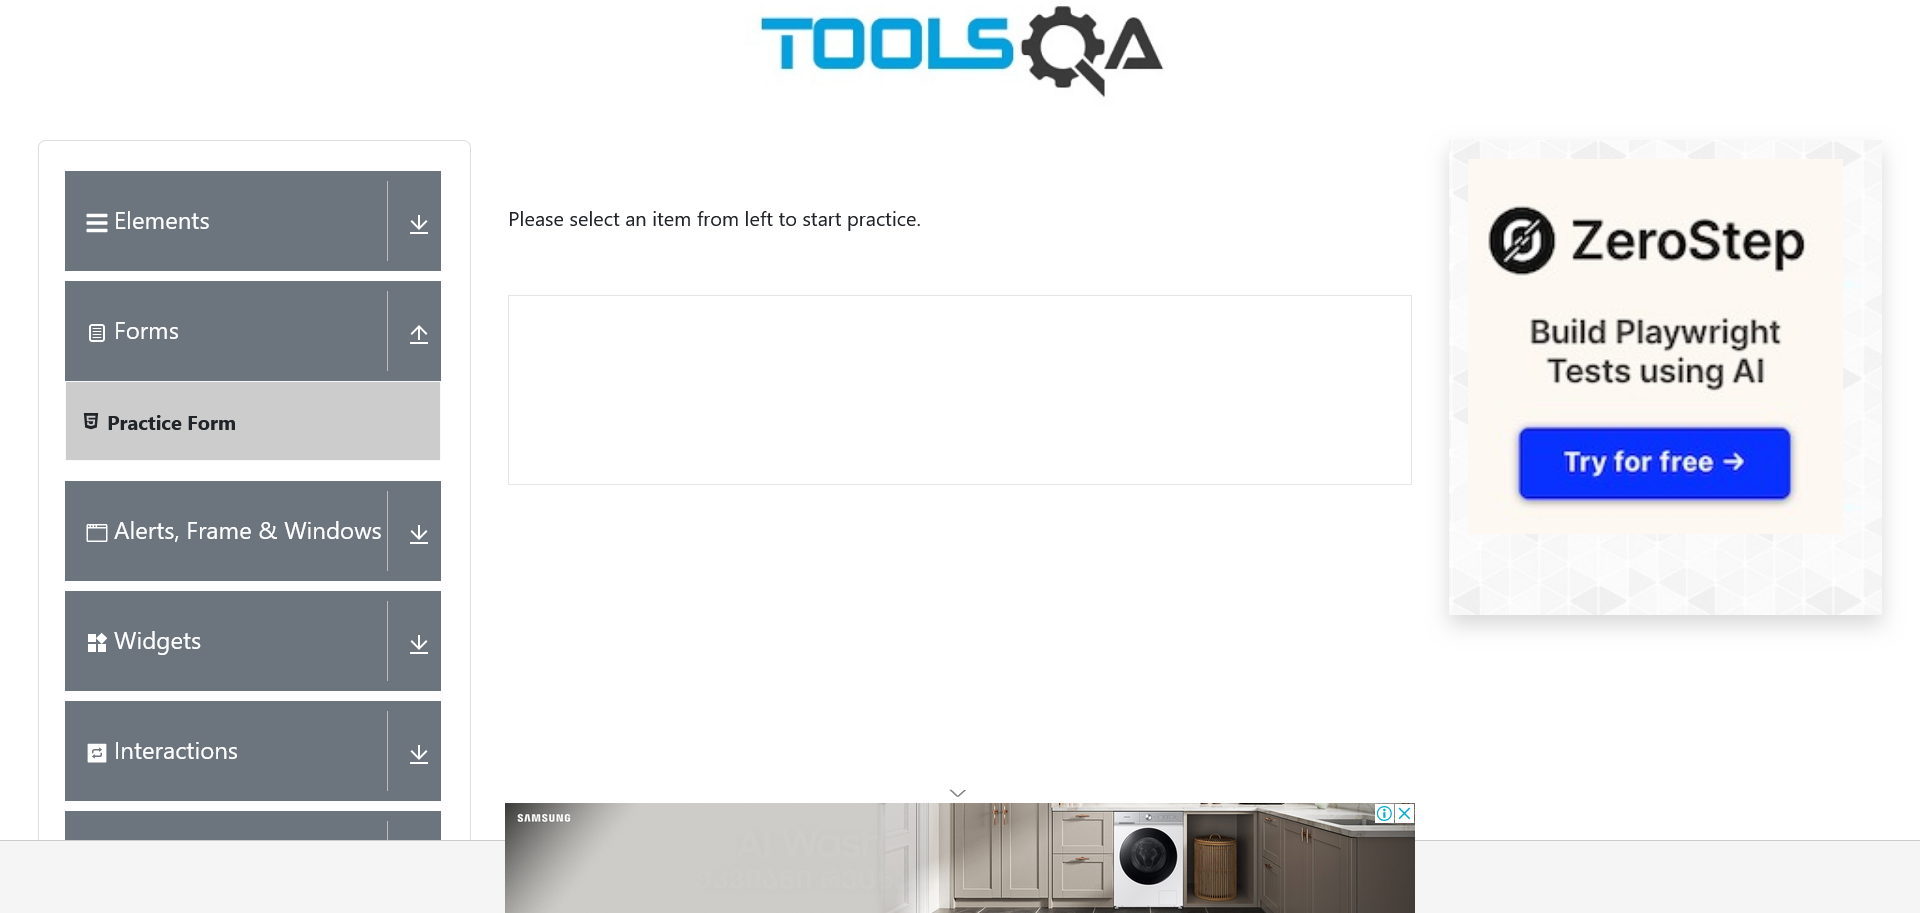 TOOLSQA
Elements
Forms
Practice Form
Alerts, Frame & Windows
Widgets
Interactions
Please select an item from left to start practice.
ZeroStep
Build Playwright
Tests using AI
Try for free →
SAMSUNG